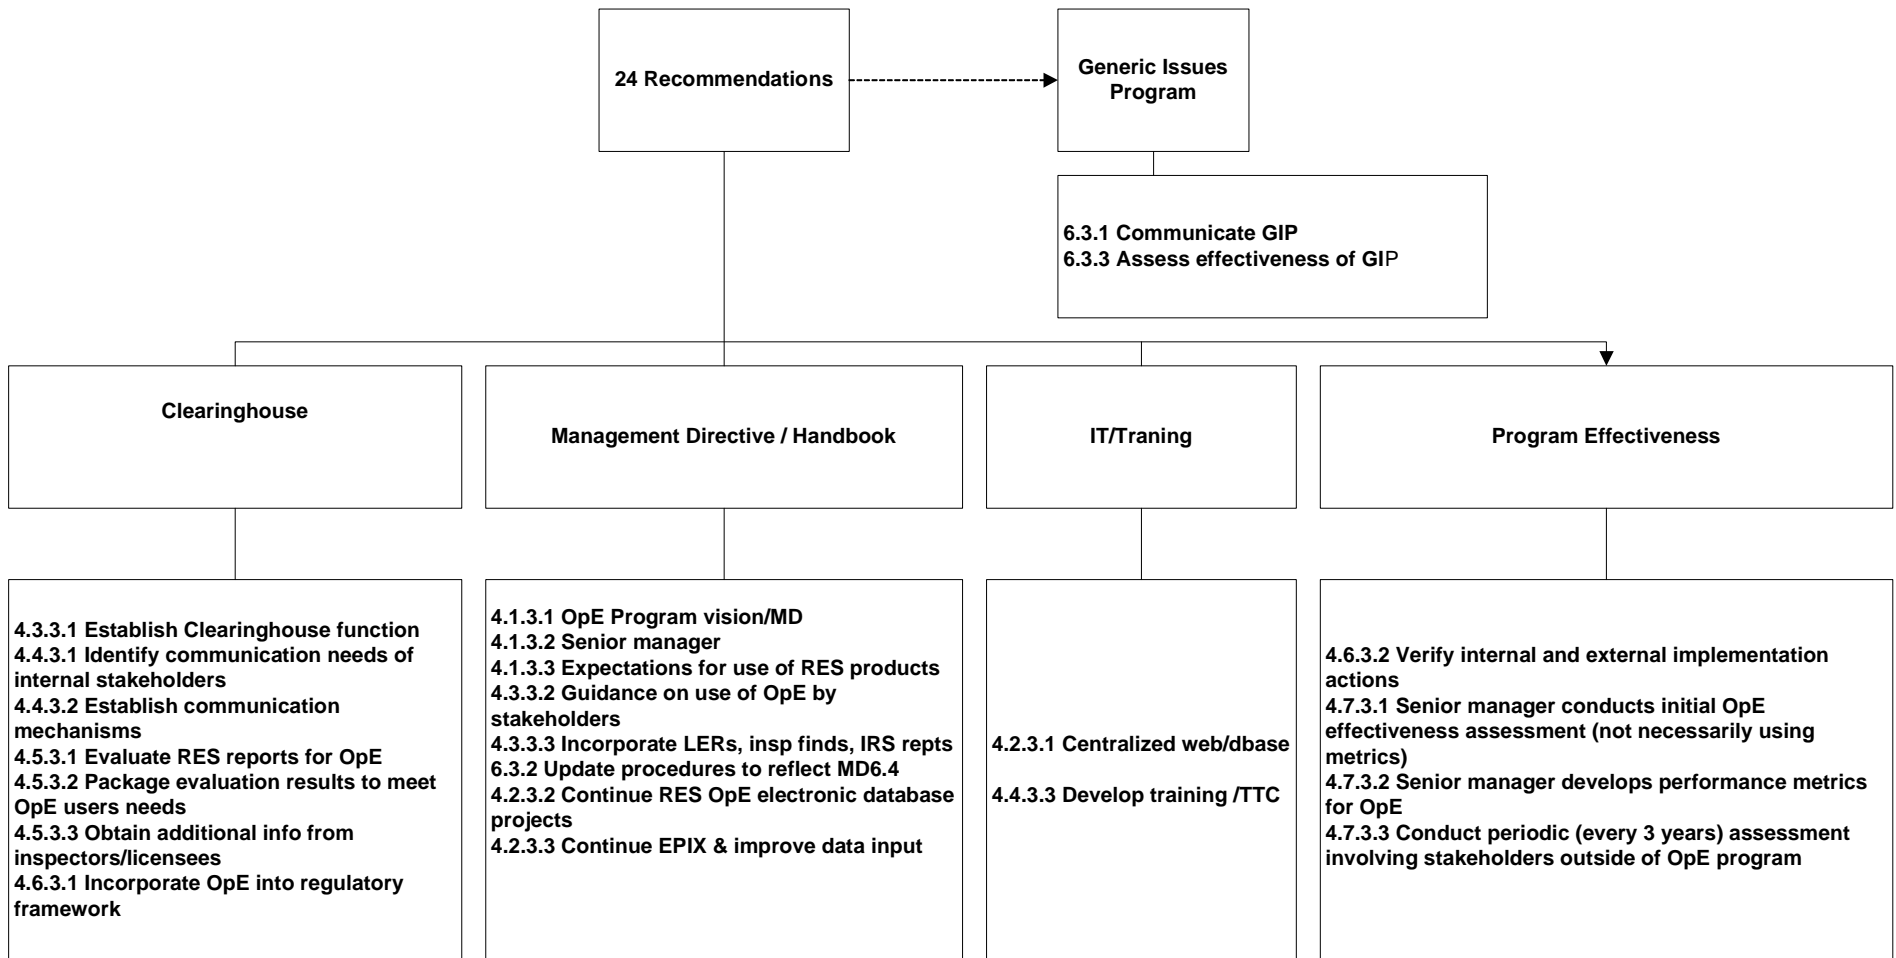 24 Recommendations
Generic Issues
Program
6.3.1 Communicate GIP
6.3.3 Assess effectiveness of GIP
Clearinghouse
Management Directive / Handbook
IT/Traning
Program Effectiveness
4.3.3.1 Establish Clearinghouse function
4.4.3.1 Identify communication needs of
internal stakeholders
4.4.3.2 Establish communication
mechanisms
4.5.3.1 Evaluate RES reports for OpE
4.5.3.2 Package evaluation results to meet
OpE users needs
4.5.3.3 Obtain additional info from
inspectors/licensees
4.6.3.1 Incorporate OpE into regulatory
framework
4.1.3.1 OpE Program vision/MD
4.1.3.2 Senior manager
4.1.3.3 Expectations for use of RES products
4.3.3.2 Guidance on use of OpE by
stakeholders
4.3.3.3 Incorporate LERs, insp finds, IRS repts
6.3.2 Update procedures to reflect MD6.4
4.2.3.2 Continue RES OpE electronic database
projects
4.2.3.3 Continue EPIX & improve data input
4.2.3.1 Centralized web/dbase
4.4.3.3 Develop training /TTC
4.6.3.2 Verify internal and external implementation
actions
4.7.3.1 Senior manager conducts initial OpE
effectiveness assessment (not necessarily using
metrics)
4.7.3.2 Senior manager develops performance metrics
for OpE
4.7.3.3 Conduct periodic (every 3 years) assessment
involving stakeholders outside of OpE program